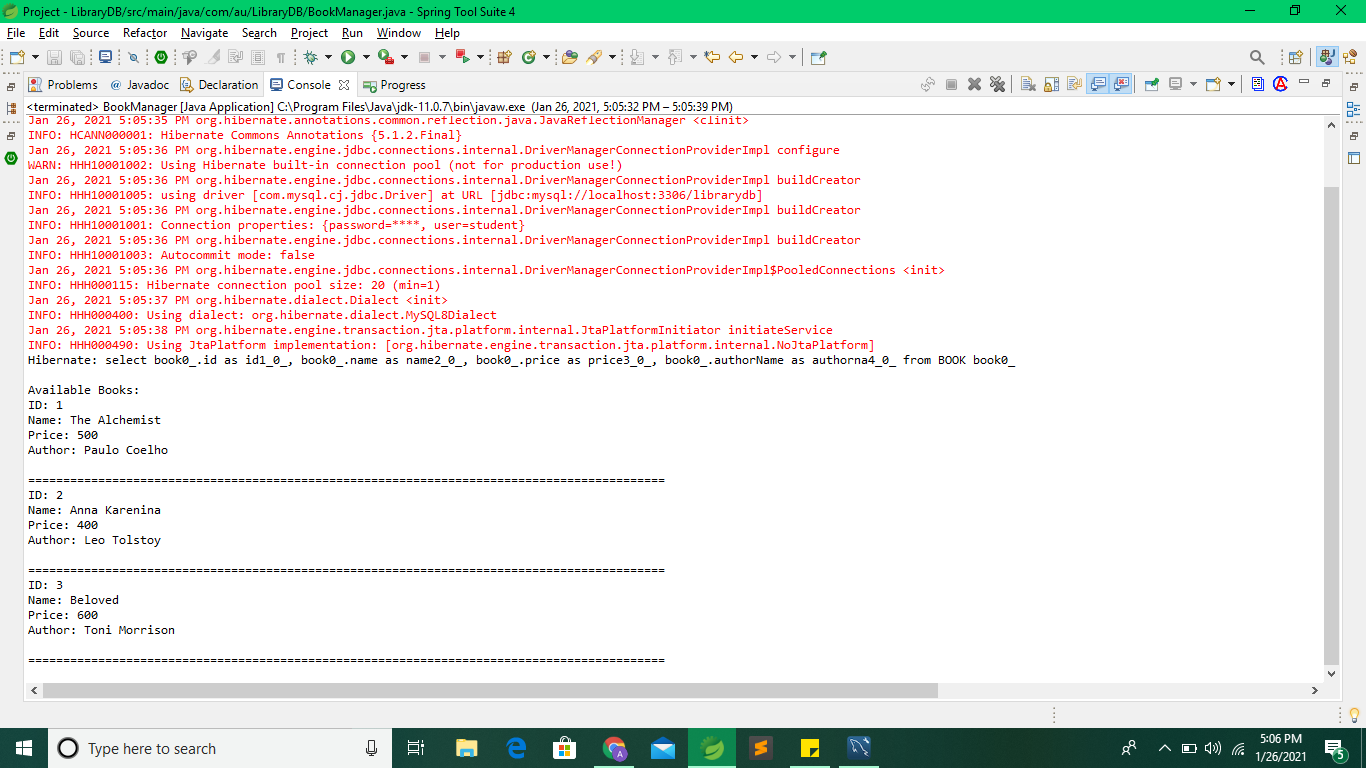 Project - LibraryDB/src/main/java/com/au/LibraryDB/BookManager.java - Spring Tool Suite 4
File Edit Source Refactor Navigate Search Project Run Window Help
Problems @ Javadoc Declaration Console Progress
<terminated> BookManager [Java Application] C:\Program Files\Java\jdk-11.0.7\bin\javaw.exe (Jan 26, 2021, 5:05:32 PM – 5:05:39 PM)
Jan 26, 2021 5:05:35 PM org.hibernate.annotations.common.reflection.java.JavaReflectionManager <clinit>
INFO: HCANN000001: Hibernate Commons Annotations {5.1.2.Final}
Jan 26, 2021 5:05:36 PM org.hibernate.engine.jdbc.connections.internal.DriverManagerConnectionProviderImpl configure
WARN: HHH10001002: Using Hibernate built-in connection pool (not for production use!)
Jan 26, 2021 5:05:36 PM org.hibernate.engine.jdbc.connections.internal.DriverManagerConnectionProviderImpl buildCreator
INFO: HHH10001005: using driver [com.mysql.cj.jdbc.Driver] at URL [jdbc:mysql://localhost:3306/librarydb]
Jan 26, 2021 5:05:36 PM org.hibernate.engine.jdbc.connections.internal.DriverManagerConnectionProviderImpl buildCreator
INFO: HHH10001001: Connection properties: {password=****, user=student}
Jan 26, 2021 5:05:36 PM org.hibernate.engine.jdbc.connections.internal.DriverManagerConnectionProviderImpl buildCreator
INFO: HHH10001003: Autocommit mode: false
Jan 26, 2021 5:05:36 PM org.hibernate.engine.jdbc.connections.internal.DriverManagerConnectionProviderImpl$PooledConnections <init>
INFO: HHH000115: Hibernate connection pool size: 20 (min=1)
Jan 26, 2021 5:05:37 PM org.hibernate.dialect.Dialect <init>
INFO: HHH000400: Using dialect: org.hibernate.dialect.MySQL8Dialect
Jan 26, 2021 5:05:38 PM org.hibernate.engine.transaction.jta.platform.internal.JtaPlatformInitiator initiateService
INFO: HHH000490: Using JtaPlatform implementation: [org.hibernate.engine.transaction.jta.platform.internal.NoJtaPlatform]
Hibernate: select book0_.id as id1_0_, book0_.name as name2_0_, book0_.price as price3_0_, book0_.authorName as authorna4_0_ from BOOK book0_
Available Books:
ID: 1
Name: The Alchemist
Price: 500
Author: Paulo Coelho
===========================================================================================
ID: 2
Name: Anna Karenina
Price: 400
Author: Leo Tolstoy
===========================================================================================
ID: 3
Name: Beloved
Price: 600
Author: Toni Morrison
===========================================================================================
Type here to search
5:06 PM
1/26/2021
5